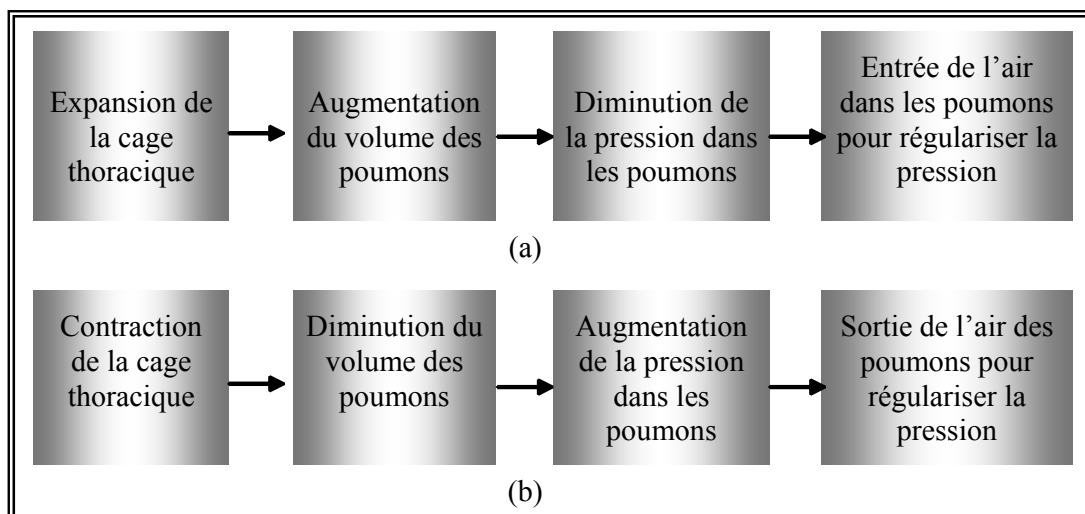 Expansion de
la cage
thoracique
Augmentation
du volume des
poumons
Diminution de
la pression dans
les poumons
Entrée de l’air
dans les poumons
pour régulariser la
pression
(a)
Contraction
de la cage
thoracique
Diminution du
volume des
poumons
Augmentation
de la pression
dans les
poumons
Sortie de l’air des
poumons pour
régulariser la
pression
(b)